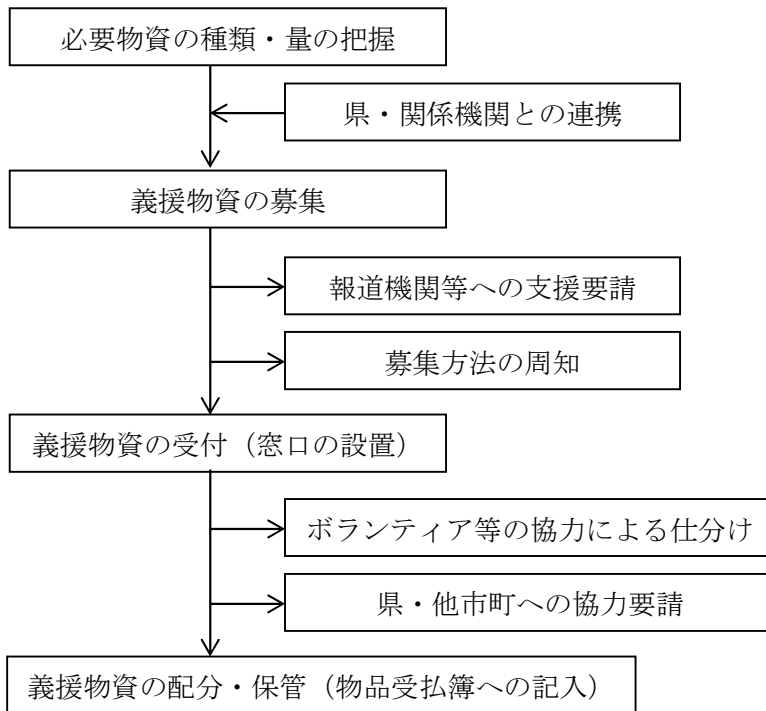 必要物資の種類・量の把握
県・関係機関との連携
義援物資の募集
報道機関等への支援要請
募集方法の周知
義援物資の受付（窓口の設置）
ボランティア等の協力による仕分け
県・他市町への協力要請
義援物資の配分・保管（物品受払簿への記入）